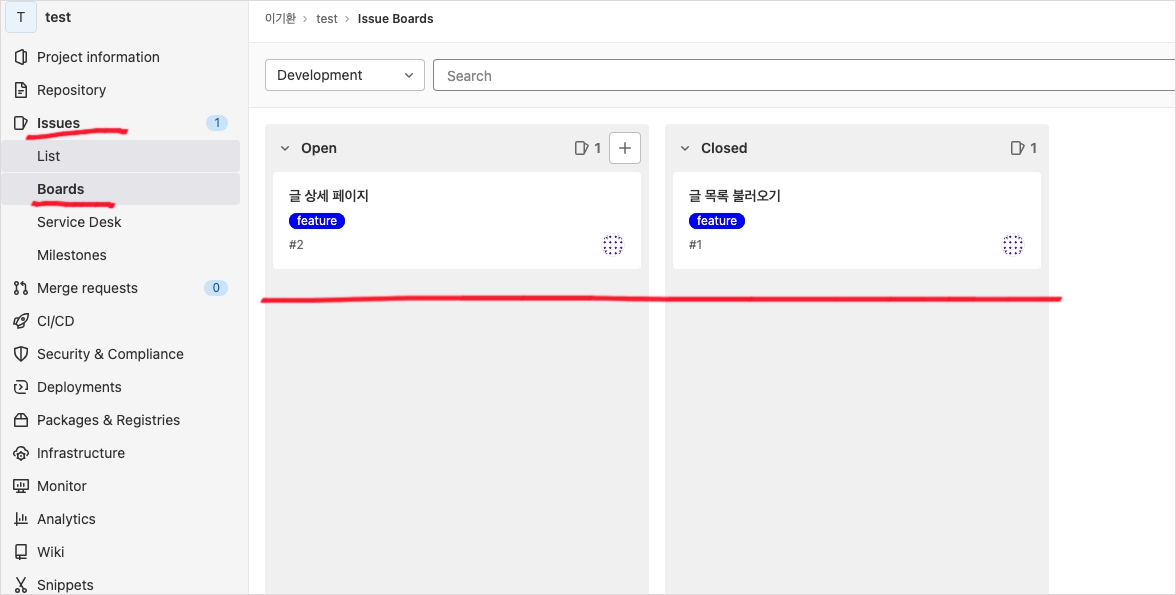 T test
Project information
Repository
Issues 1
List
Boards
Service Desk
Milestones
Merge requests 0
CI/CD
Security & Compliance
Deployments
Packages & Registries
Infrastructure
Monitor
Analytics
Wiki
Snippets
이기환 › test › Issue Boards
Development
Search
Open 1 +
글 상세 페이지
feature
#2
Closed 1
글 목록 불러오기
feature
#1